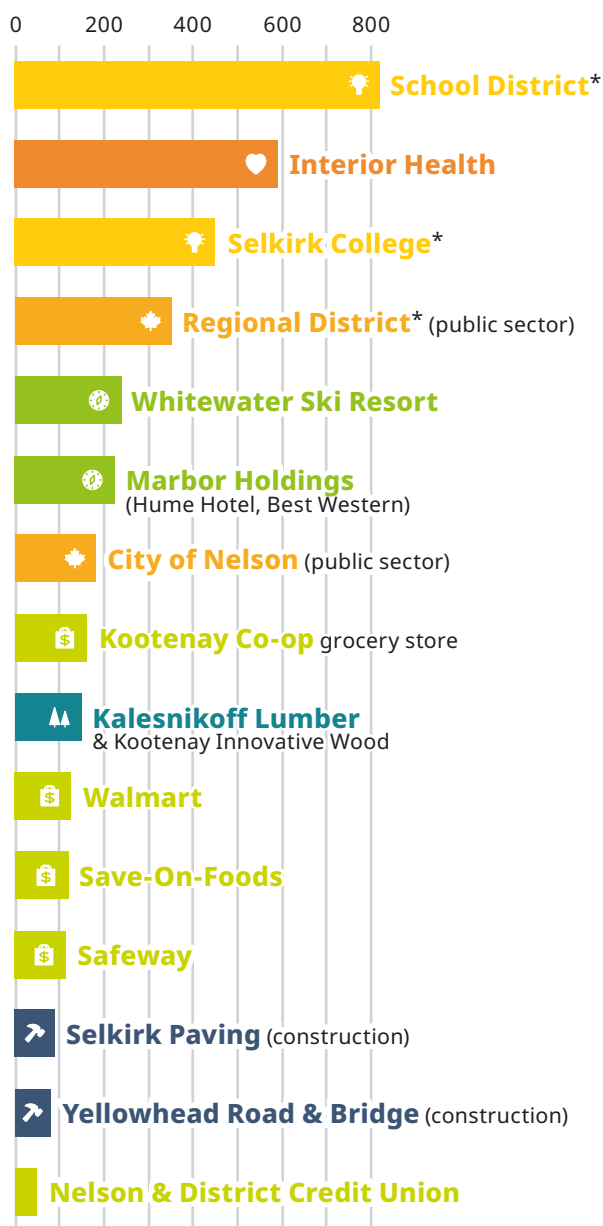 0 200 400 600 800
School District*
Interior Health
Selkirk College*
Regional District* (public sector)
Whitewater Ski Resort
Marbor Holdings
(Hume Hotel, Best Western)
City of Nelson (public sector)
Kootenay Co-op grocery store
Kalesnikoff Lumber
& Kootenay Innovative Wood
Walmart
Save-On-Foods
Safeway
Selkirk Paving (construction)
Yellowhead Road & Bridge (construction)
Nelson & District Credit Union